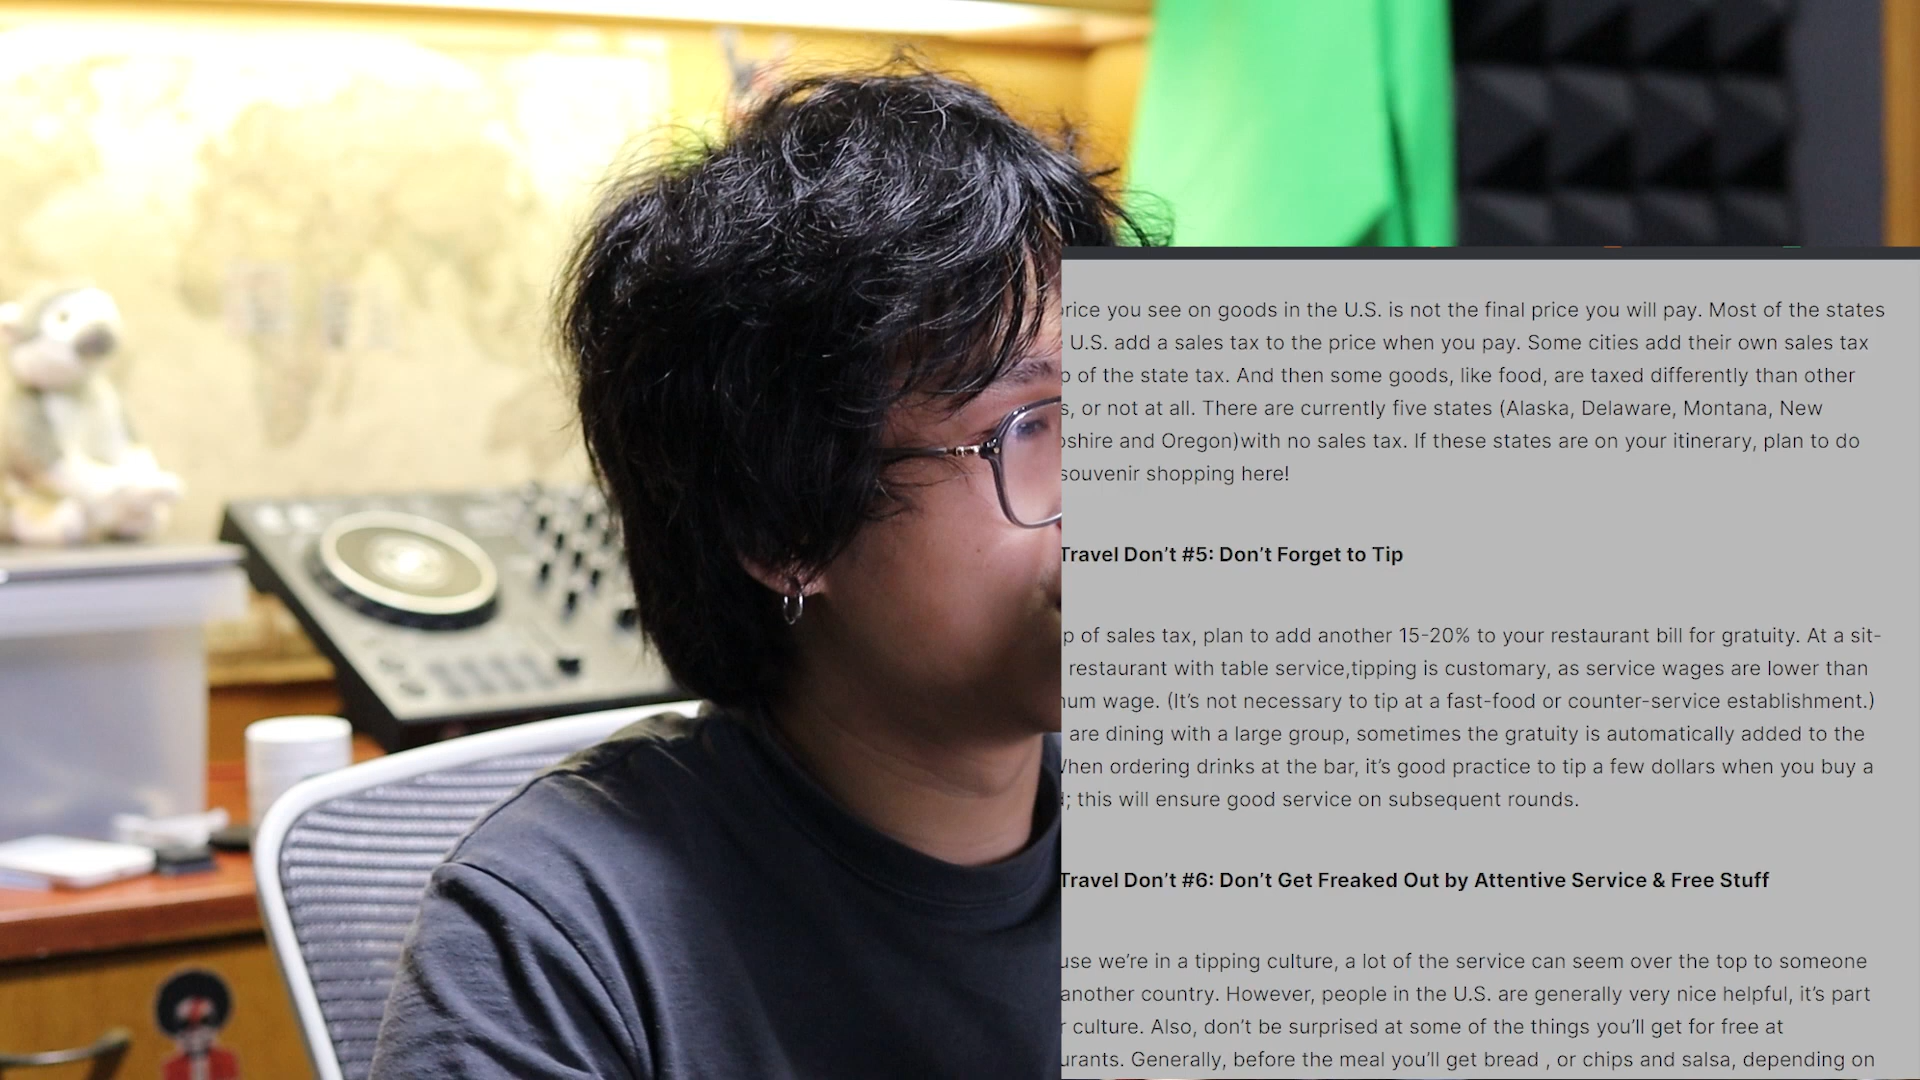 you see on goods in the U.S. is not the final price you will pay. Most of the states
U.S. add a sales tax to the price when you pay. Some cities add their own sales tax
of the state tax. And then some goods, like food, are taxed differently than other
or not at all. There are currently five states (Alaska, Delaware, Montana, New
and Oregon)with no sales tax. If these states are on your itinerary, plan to do
souvenir shopping here!
Travel Don’t #5: Don’t Forget to Tip
of sales tax, plan to add another 15-20% to your restaurant bill for gratuity. At a sit-
restaurant with table service,tipping is customary, as service wages are lower than
wage. (It’s not necessary to tip at a fast-food or counter-service establishment.)
are dining with a large group, sometimes the gratuity is automatically added to the
When ordering drinks at the bar, it’s good practice to tip a few dollars when you buy a
; this will ensure good service on subsequent rounds.
Travel Don’t #6: Don’t Get Freaked Out by Attentive Service & Free Stuff
we’re in a tipping culture, a lot of the service can seem over the top to someone
another country. However, people in the U.S. are generally very nice helpful, it’s part
culture. Also, don’t be surprised at some of the things you’ll get for free at
Generally, before the meal you’ll get bread , or chips and salsa, depending on